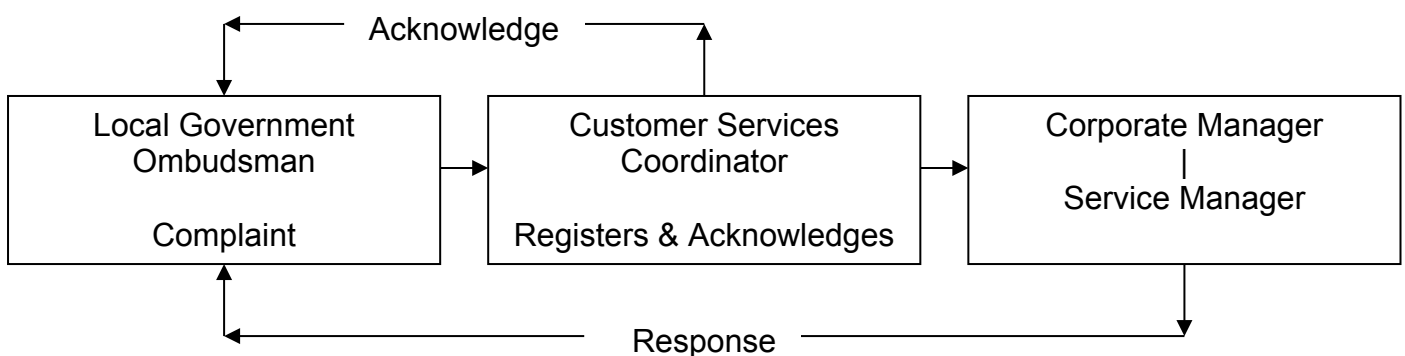 Acknowledge
Local Government
Ombudsman
Complaint
Customer Services
Coordinator
Registers & Acknowledges
Corporate Manager
|
Service Manager
Response